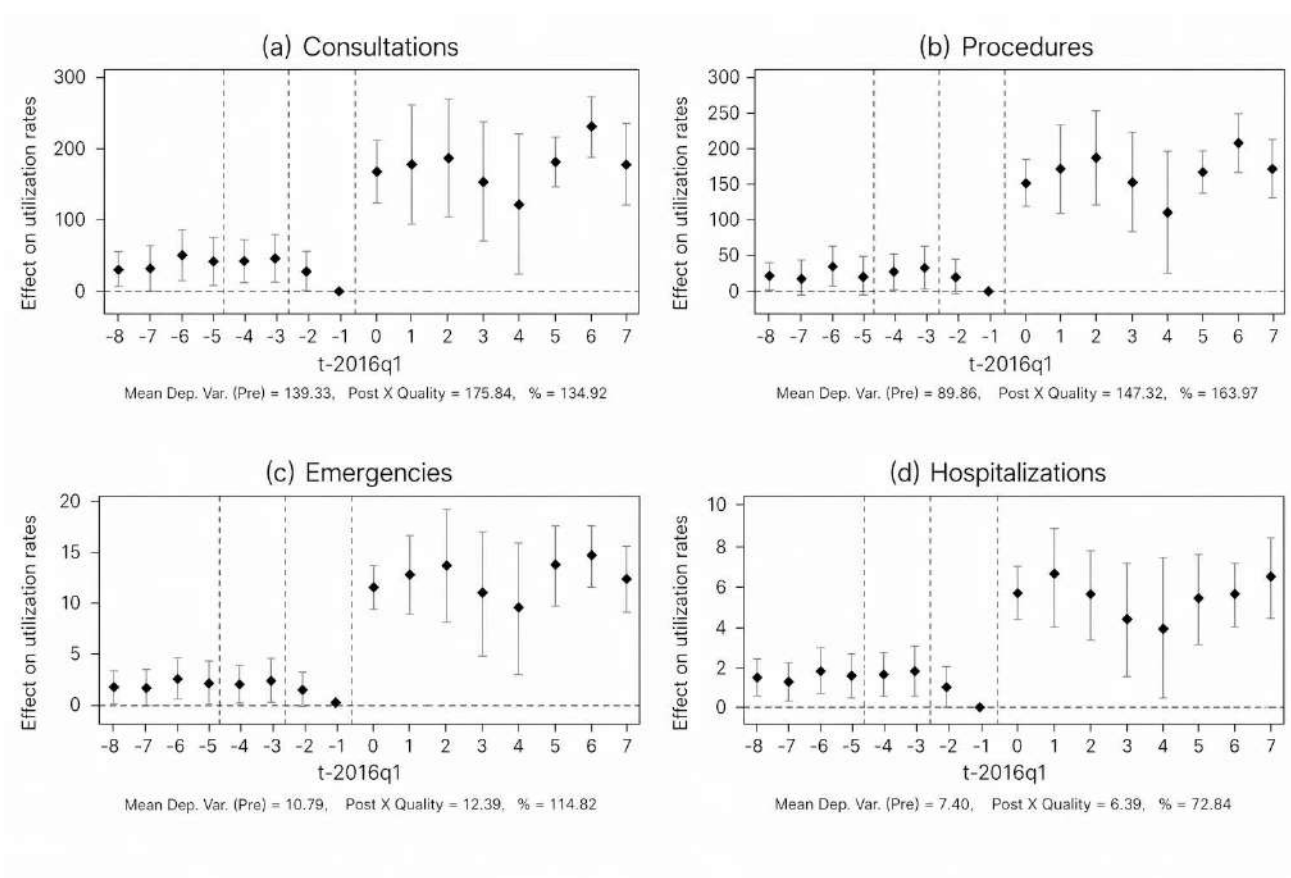 (a) Consultations
Effect on utilization rates
300
200
100
0
-8 -7 -6 -5 -4 -3 -2 -1 0 1 2 3 4 5 6 7
t-2016q1
Mean Dep. Var. (Pre) = 139.33, Post X Quality = 175.84, % = 134.92
(b) Procedures
Effect on utilization rates
300
250
200
150
100
50
0
-8 -7 -6 -5 -4 -3 -2 -1 0 1 2 3 4 5 6 7
t-2016q1
Mean Dep. Var. (Pre) = 89.86, Post X Quality = 147.32, % = 163.97
(c) Emergencies
Effect on utilization rates
20
15
10
5
0
-8 -7 -6 -5 -4 -3 -2 -1 0 1 2 3 4 5 6 7
t-2016q1
Mean Dep. Var. (Pre) = 10.79, Post X Quality = 12.39, % = 114.82
(d) Hospitalizations
Effect on utilization rates
10
8
6
4
2
0
-8 -7 -6 -5 -4 -3 -2 -1 0 1 2 3 4 5 6 7
t-2016q1
Mean Dep. Var. (Pre) = 7.40, Post X Quality = 6.39, % = 72.84